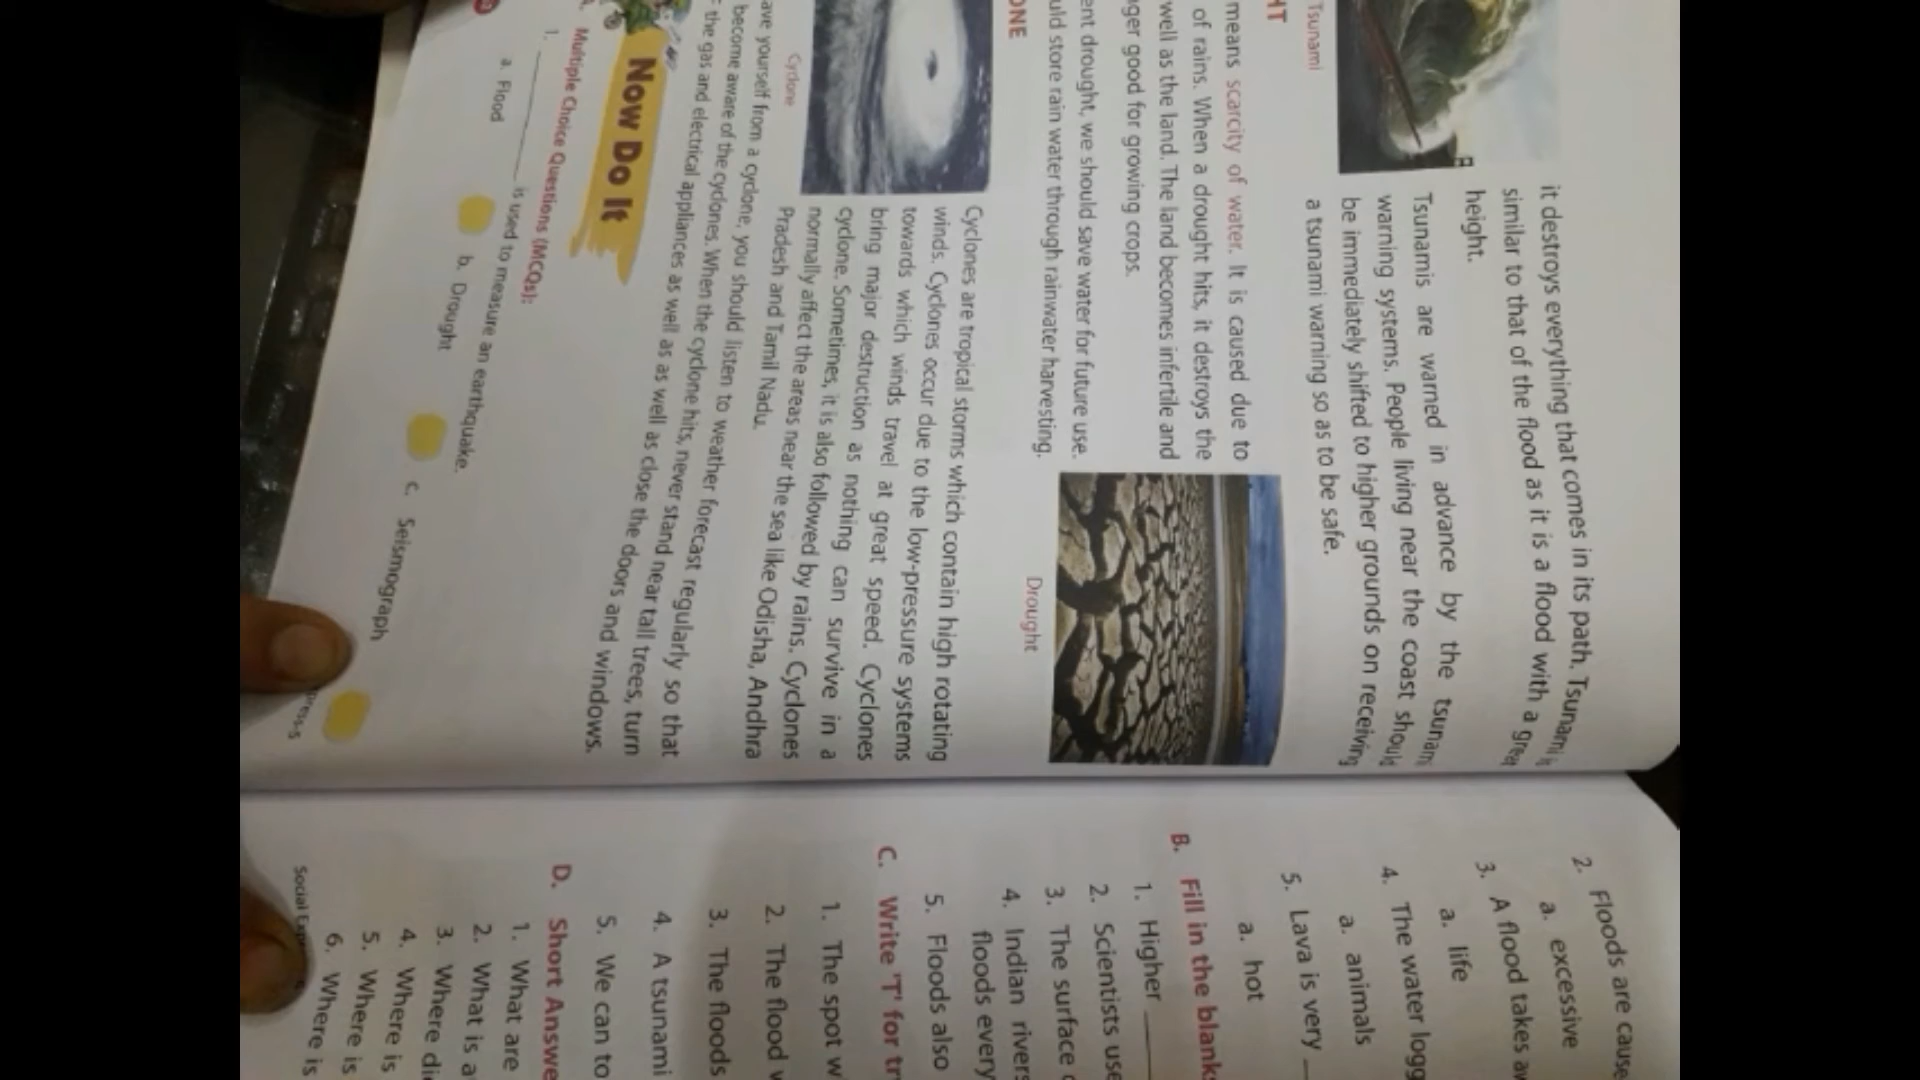 it destroys everything that comes in its path. Tsunami is
similar to that of the flood as it is a flood with a great
height.
Tsunamis are warned in advance by the tsunami
warning systems. People living near the coast should
be immediately shifted to higher grounds on receiving
a tsunami warning so as to be safe.
Tsunami
HT
means scarcity of water. It is caused due to
of rains. When a drought hits, it destroys the
well as the land. The land becomes infertile and
ger good for growing crops.
ent drought, we should save water for future use.
uld store rain water through rainwater harvesting.
Drought
ONE
Cyclones are tropical storms which contain high rotating
winds. Cyclones occur due to the low-pressure systems
towards which winds travel at great speed. Cyclones
bring major destruction as nothing can survive in a
cyclone. Sometimes, it is also followed by rains. Cyclones
normally affect the areas near the sea like Odisha, Andhra
Pradesh and Tamil Nadu.
Cyclone
ave yourself from a cyclone, you should listen to weather forecast regularly so that
become aware of the cyclones. When the cyclone hits, never stand near tall trees, turn
the gas and electrical appliances as well as as well as close the doors and windows.
Now Do It
Multiple Choice Questions (MCQs):
1. ________ is used to measure an earthquake.
a. Flood b. Drought c. Seismograph
ress-5
2. Floods are cause
a. excessive
3. A flood takes aw
a. life
4. The water logg
a. animals
5. Lava is very
a. hot
B. Fill in the blank
1. Higher
2. Scientists use
3. The surface
4. Indian rivers
floods every
5. Floods also
C. Write 'T' for tr
1. The spot w
2. The flood
3. The floods
4. A tsunami
5. We can to
D. Short Answe
1. What are
2. What is a
3. Where di
4. Where is
5. Where is
6. Where is
Social Exp